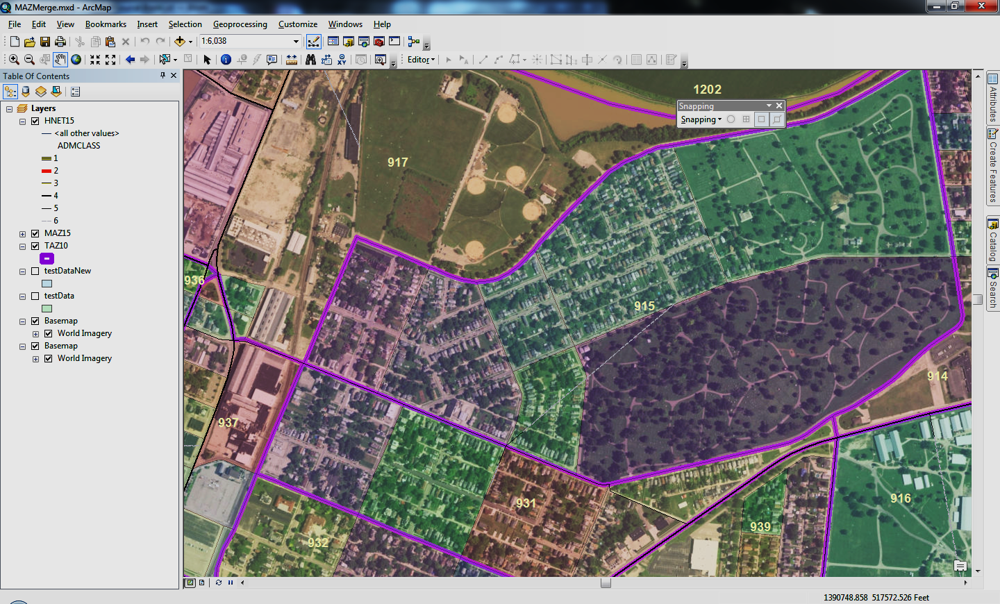 MAZMerge.mxd - ArcMap
File Edit View Bookmarks Insert Selection Geoprocessing Customize Windows Help
1:6,038
Editor
Table Of Contents
Layers
HNET15
<all other values>
ADMCLASS
1
2
3
4
5
6
MAZ15
TAZ10
testDataNew
testData
Basemap
World Imagery
Basemap
World Imagery
1202
Snapping
Snapping
917
936
915
914
937
931
916
932
939
Attributes
Create Features
Catalog
Search
1390748.858 517572.526 Feet